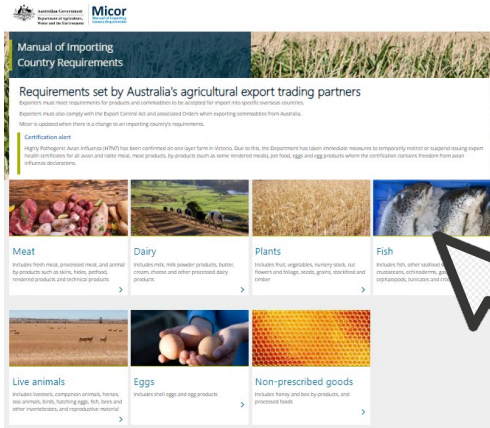 Australian Government
Department of Agriculture,
Water and the Environment
Micor
Manual of Importing
Country Requirements
Manual of Importing
Country Requirements
Requirements set by Australia's agricultural export trading partners
Exporters must meet requirements for products and commodities to be accepted for import into specific overseas countries.
Exporters must also comply with the Export Control Act and associated Orders when exporting commodities from Australia.
Micor is updated when there is a change to an importing country's requirements.
Certification alert
Highly Pathogenic Avian Influenza (H7N7) has been confirmed on one layer farm in Victoria. Due to this, the Department has taken immediate measures to temporarily restrict or suspend issuing export
health certificates for all avian and ratite meat, meat products, by-products (such as some rendered meals), pet food, eggs and egg products where the certification contains freedom from avian
influenza declarations.
Meat
Includes fresh meat, processed meat, and animal
by-products such as skins, hides, petfood,
rendered products and technical products
Dairy
Includes milk, milk powder products, butter,
cream, cheese and other processed dairy
products
Plants
Includes fruit, vegetables, nursery stock, cut
flowers and foliage, seeds, grains, stockfeed and
timber
Fish
Includes fish, other seafood
crustaceans, echinoderms,
cephalopods, tunicates and
Live animals
Includes livestock, companion animals, horses,
zoo animals, birds, hatching eggs, fish, bees and
other invertebrates, and reproductive material
Eggs
Includes shell eggs and egg products
Non-prescribed goods
Includes honey and bee by-products, and
processed foods